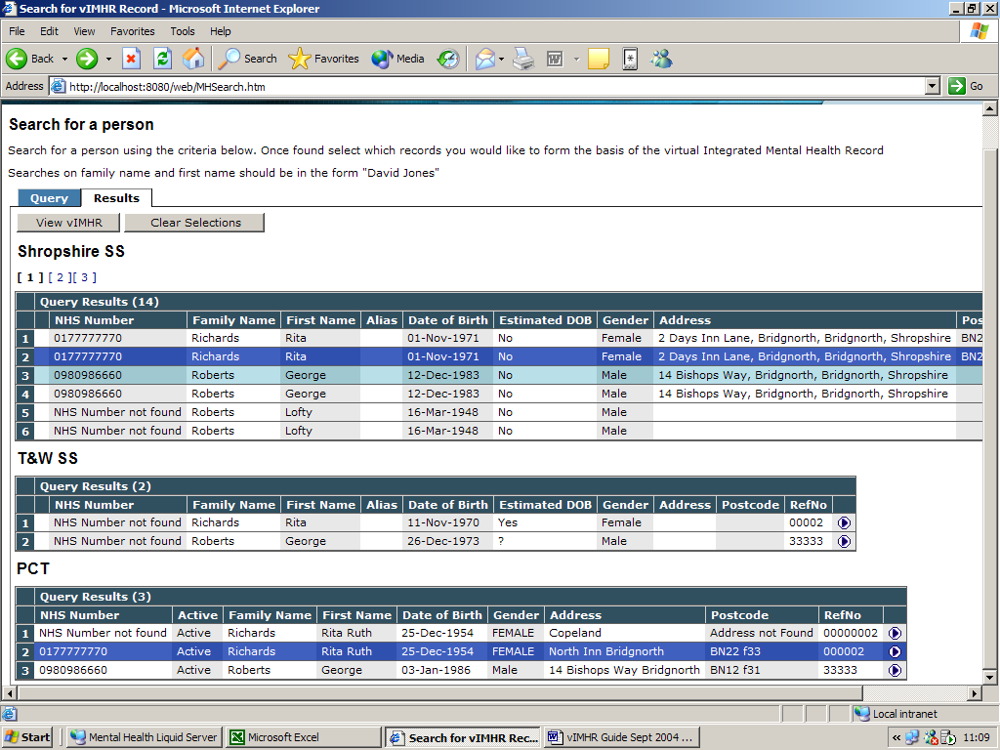 Search for vIMHR Record - Microsoft Internet Explorer
File Edit View Favorites Tools Help
Back Search Favorites Media
Address http://localhost:8080/web/MHSearch.htm Go
Search for a person
Search for a person using the criteria below. Once found select which records you would like to form the basis of the virtual Integrated Mental Health Record
Searches on family name and first name should be in the form "David Jones"
Query Results
View vIMHR Clear Selections
Shropshire SS
[ 1 ] [ 2 ][ 3 ]
Query Results (14)
NHS Number Family Name First Name Alias Date of Birth Estimated DOB Gender Address Pos
1 0177777770 Richards Rita 01-Nov-1971 No Female 2 Days Inn Lane, Bridgnorth, Bridgnorth, Shropshire BN2
2 0177777770 Richards Rita 01-Nov-1971 No Female 2 Days Inn Lane, Bridgnorth, Bridgnorth, Shropshire BN2
3 0980986660 Roberts George 12-Dec-1983 No Male 14 Bishops Way, Bridgnorth, Bridgnorth, Shropshire
4 0980986660 Roberts George 12-Dec-1983 No Male 14 Bishops Way, Bridgnorth, Bridgnorth, Shropshire
5 NHS Number not found Roberts Lofty 16-Mar-1948 No Male
6 NHS Number not found Roberts Lofty 16-Mar-1948 No Male
T&W SS
Query Results (2)
NHS Number Family Name First Name Alias Date of Birth Estimated DOB Gender Address Postcode RefNo
1 NHS Number not found Richards Rita 11-Nov-1970 Yes Female 00002
2 NHS Number not found Roberts George 26-Dec-1973 ? Male 33333
PCT
Query Results (3)
NHS Number Active Family Name First Name Date of Birth Gender Address Postcode RefNo
1 NHS Number not found Active Richards Rita Ruth 25-Dec-1954 FEMALE Copeland Address not Found 00000002
2 0177777770 Active Richards Rita Ruth 25-Dec-1954 FEMALE North Inn Bridgnorth BN22 f33 000002
3 0980986660 Active Roberts George 03-Jan-1986 Male 14 Bishops Way Bridgnorth BN12 f31 33333
Local intranet
Start Mental Health Liquid Server Microsoft Excel Search for vIMHR Rec... vIMHR Guide Sept 2004 ... « 11:09